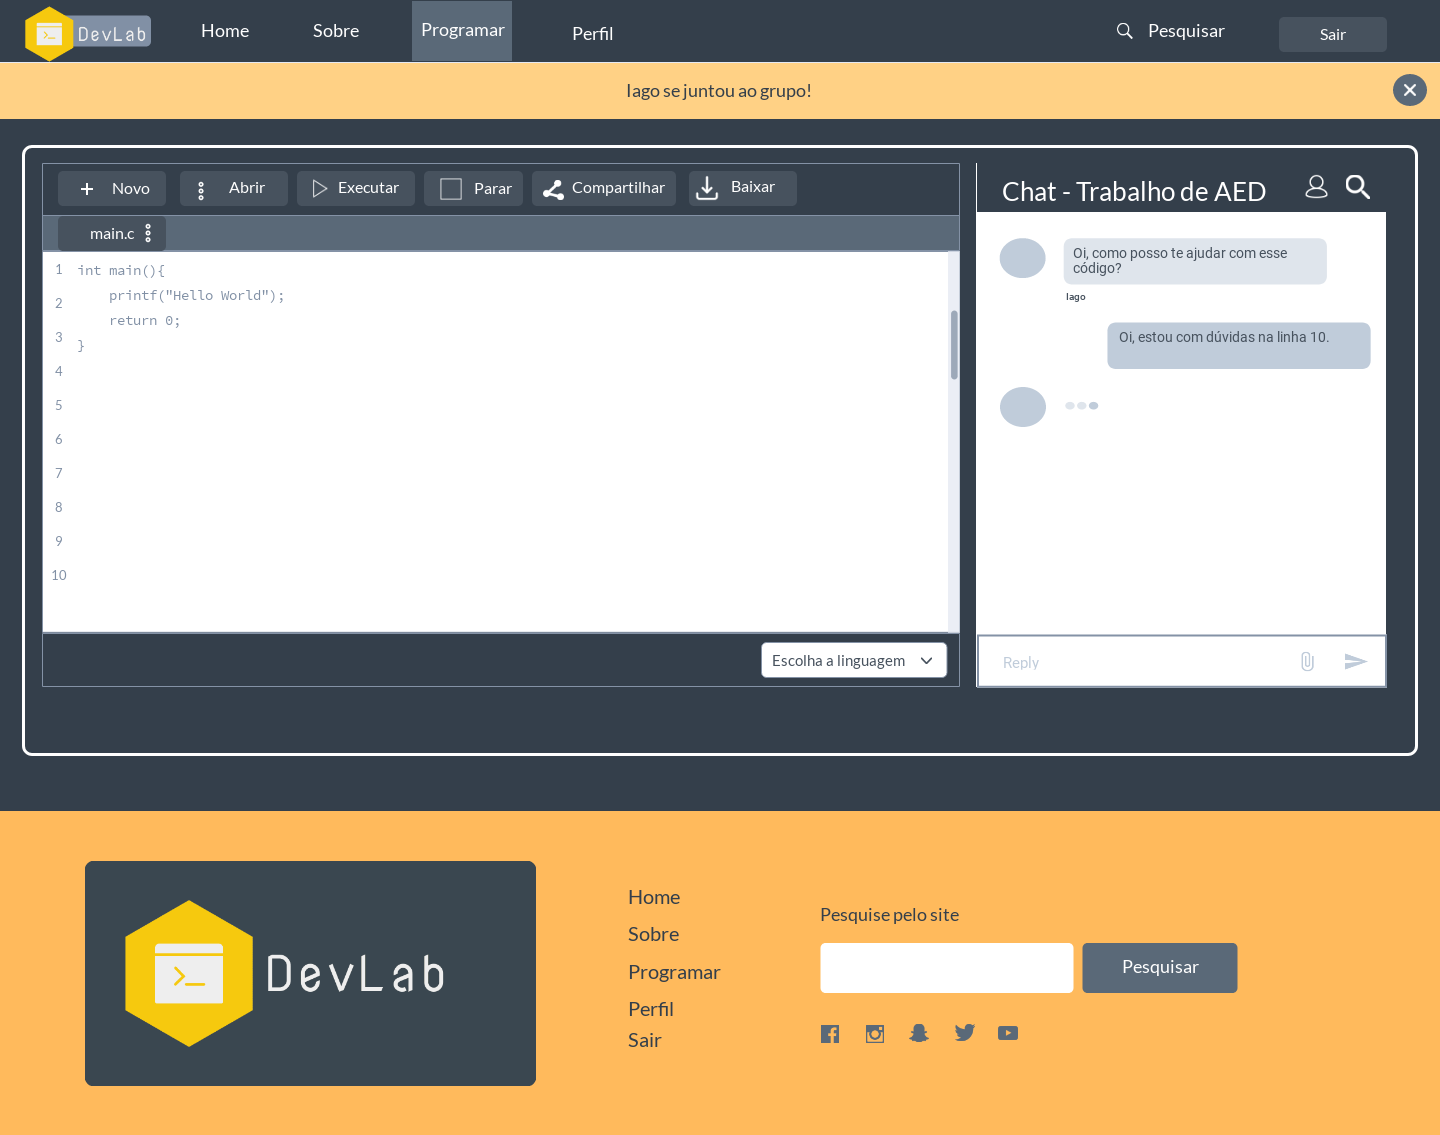 DevLab
Home
Sobre
Programar
Perfil
Pesquisar
Sair
Iago se juntou ao grupo!
Novo
Abrir
Executar
Parar
Compartilhar
Baixar
main.c
1
2
3
4
5
6
7
8
9
10
int main(){
    printf("Hello World");
    return 0;
}
Escolha a linguagem
Chat - Trabalho de AED
Oi, como posso te ajudar com esse
código?
Iago
Oi, estou com dúvidas na linha 10.
Reply
DevLab
Home
Sobre
Programar
Perfil
Sair
Pesquise pelo site
Pesquisar